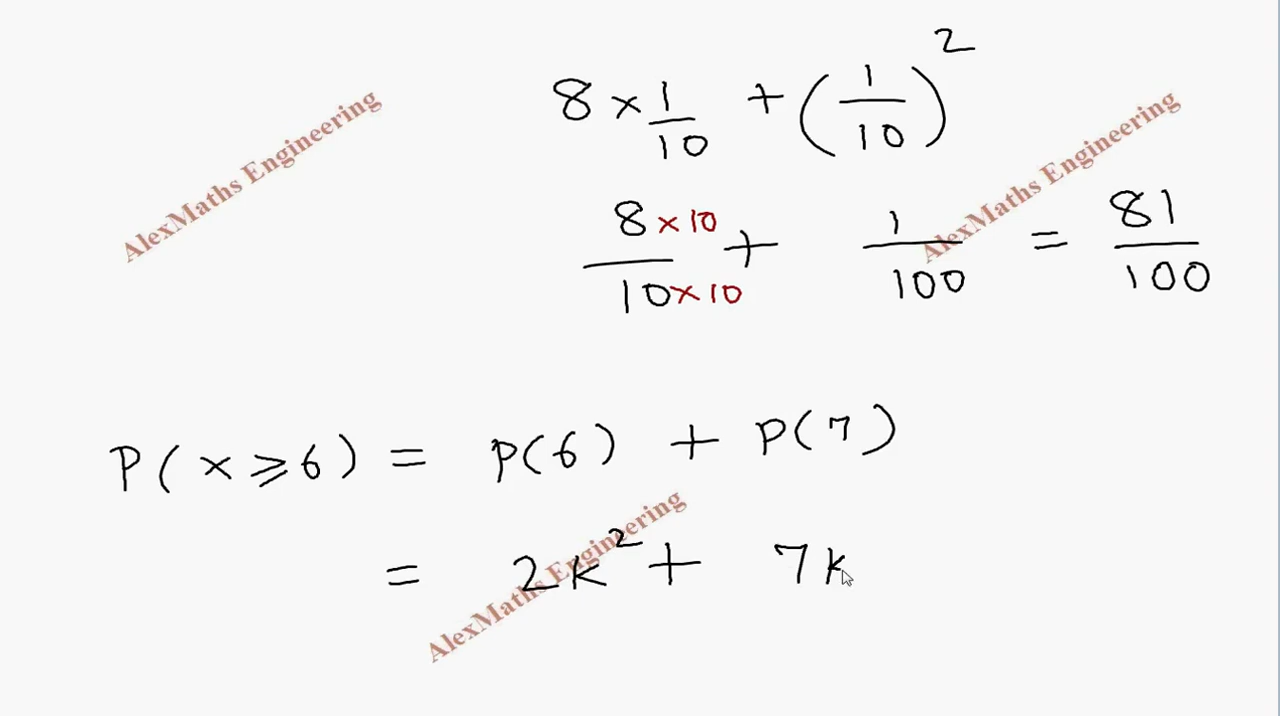 8 × 1/10 + (1/10)²
8 × 10 / 10 × 10 + 1/100 = 81/100
P(x ≥ 6) = P(6) + P(7)
= 2k² + 7k
AlexMaths Engineering
AlexMaths Engineering
AlexMaths Engineering